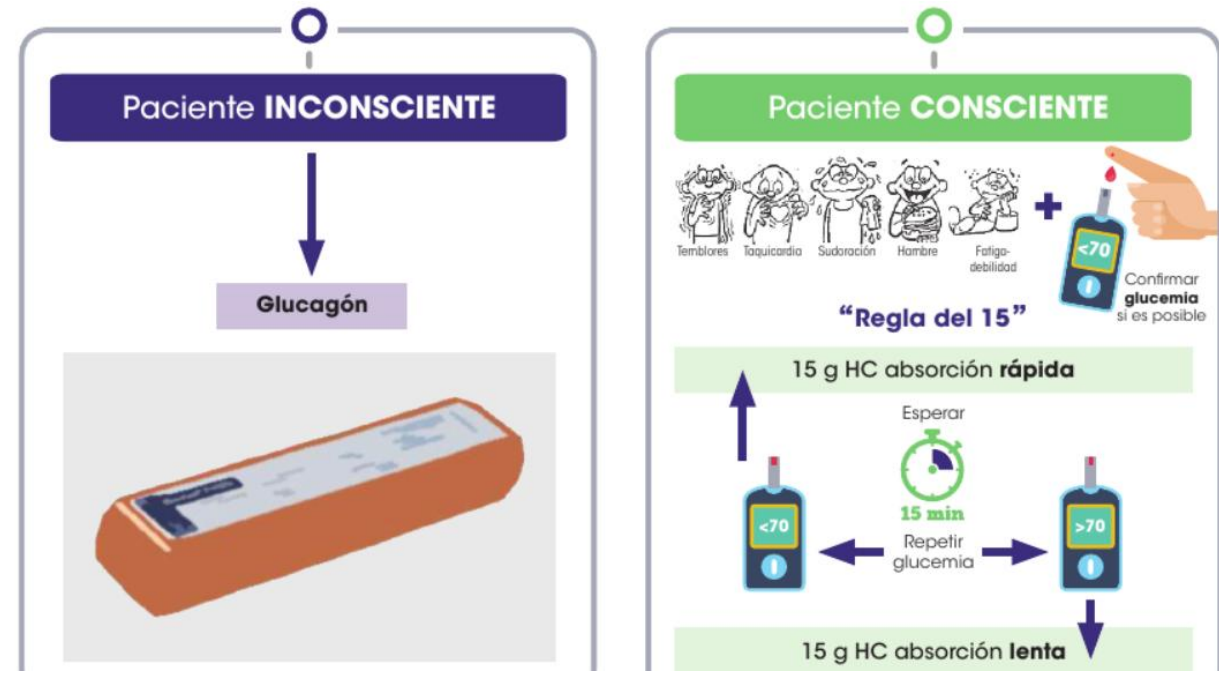 Paciente INCONSCIENTE
Glucagón
Paciente CONSCIENTE
Temblores
Taquicardia
Sudoración
Hambre
Fatiga-
debilidad
<70
Confirmar
glucemia
si es posible
“Regla del 15”
15 g HC absorción rápida
Esperar
15 min
<70
Repetir
glucemia
>70
15 g HC absorción lenta